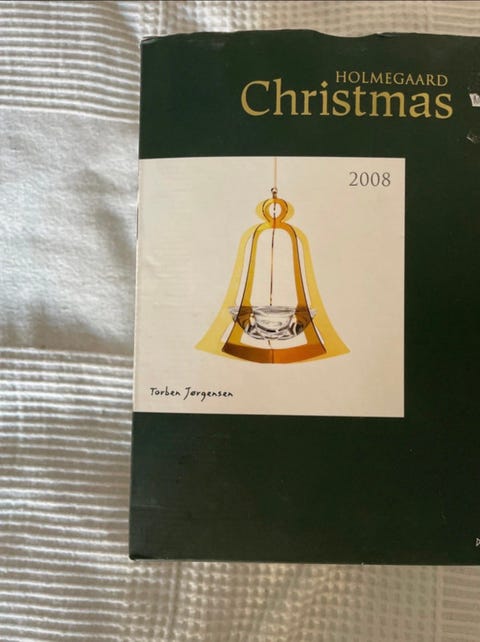 HOLMEGAARD
Christmas
2008
Torben Jørgensen